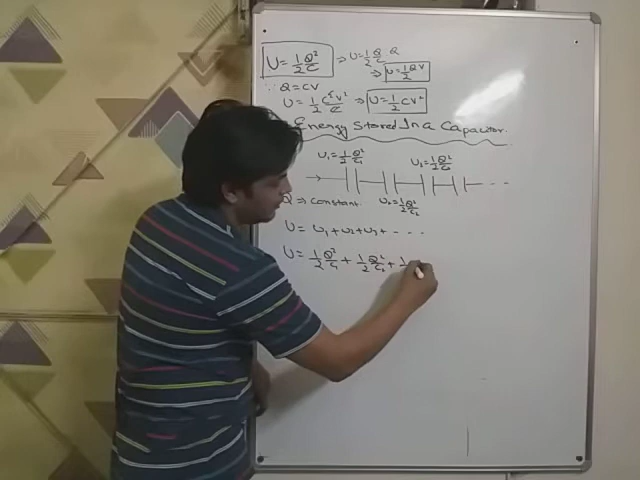 U = 1/2 Q²/C ⇒ U = 1/2 Q/C Q
⇒ U = 1/2 QV
∵ Q = CV
U = 1/2 C²V²/C ⇒ U = 1/2 CV²
Energy Stored In a Capacitor.
U₁ = 1/2 Q²/C₁ U₃ = 1/2 Q²/C₃
Q ⇒ constant. U₂ = 1/2 Q²/C₂
U = U₁ + U₂ + U₃ + - - -
U = 1/2 Q²/C₁ + 1/2 Q²/C₂ + 1/2